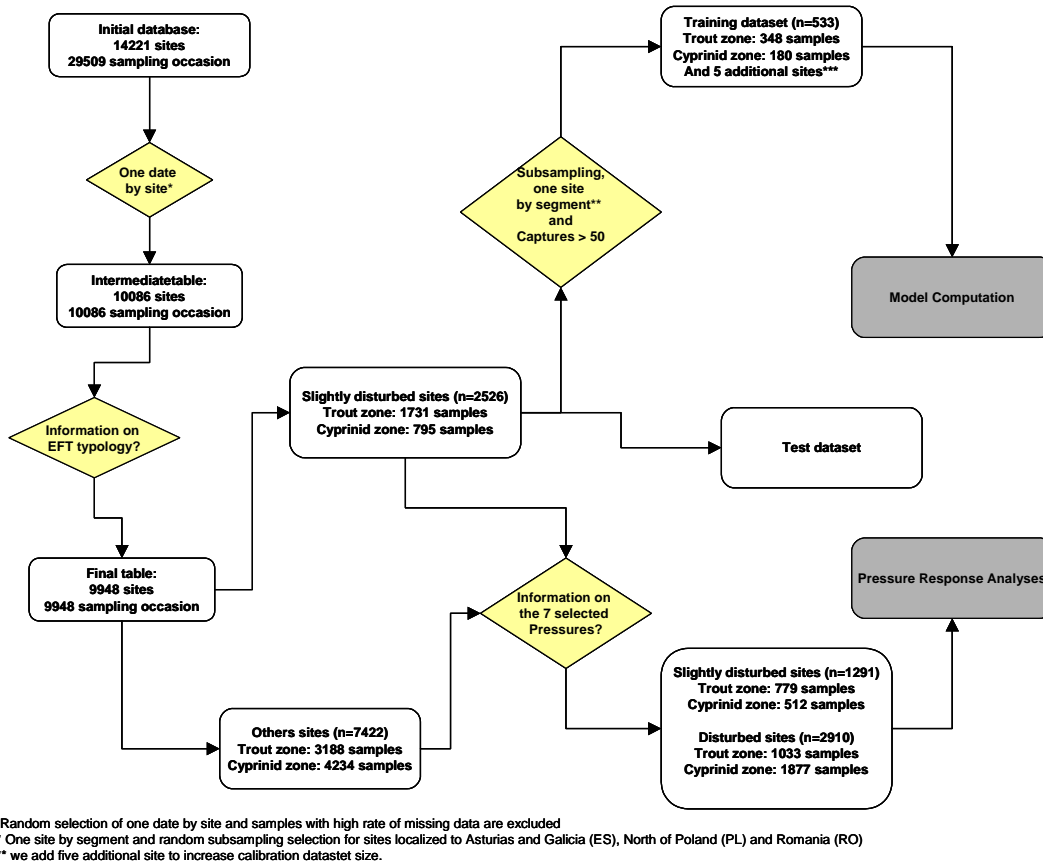 Initial database:
14221 sites
29509 sampling occasion
One date
by site*
Intermediatetable:
10086 sites
10086 sampling occasion
Information on
EFT typology?
Final table:
9948 sites
9948 sampling occasion
Slightly disturbed sites (n=2526)
Trout zone: 1731 samples
Cyprinid zone: 795 samples
Others sites (n=7422)
Trout zone: 3188 samples
Cyprinid zone: 4234 samples
Subsampling,
one site
by segment**
and
Captures > 50
Training dataset (n=533)
Trout zone: 348 samples
Cyprinid zone: 180 samples
And 5 additional sites***
Model Computation
Test dataset
Information on
the 7 selected
Pressures?
Slightly disturbed sites (n=1291)
Trout zone: 779 samples
Cyprinid zone: 512 samples
Disturbed sites (n=2910)
Trout zone: 1033 samples
Cyprinid zone: 1877 samples
Pressure Response Analyses
Random selection of one date by site and samples with high rate of missing data are excluded
* One site by segment and random subsampling selection for sites localized to Asturias and Galicia (ES), North of Poland (PL) and Romania (RO)
** we add five additional site to increase calibration datastet size.